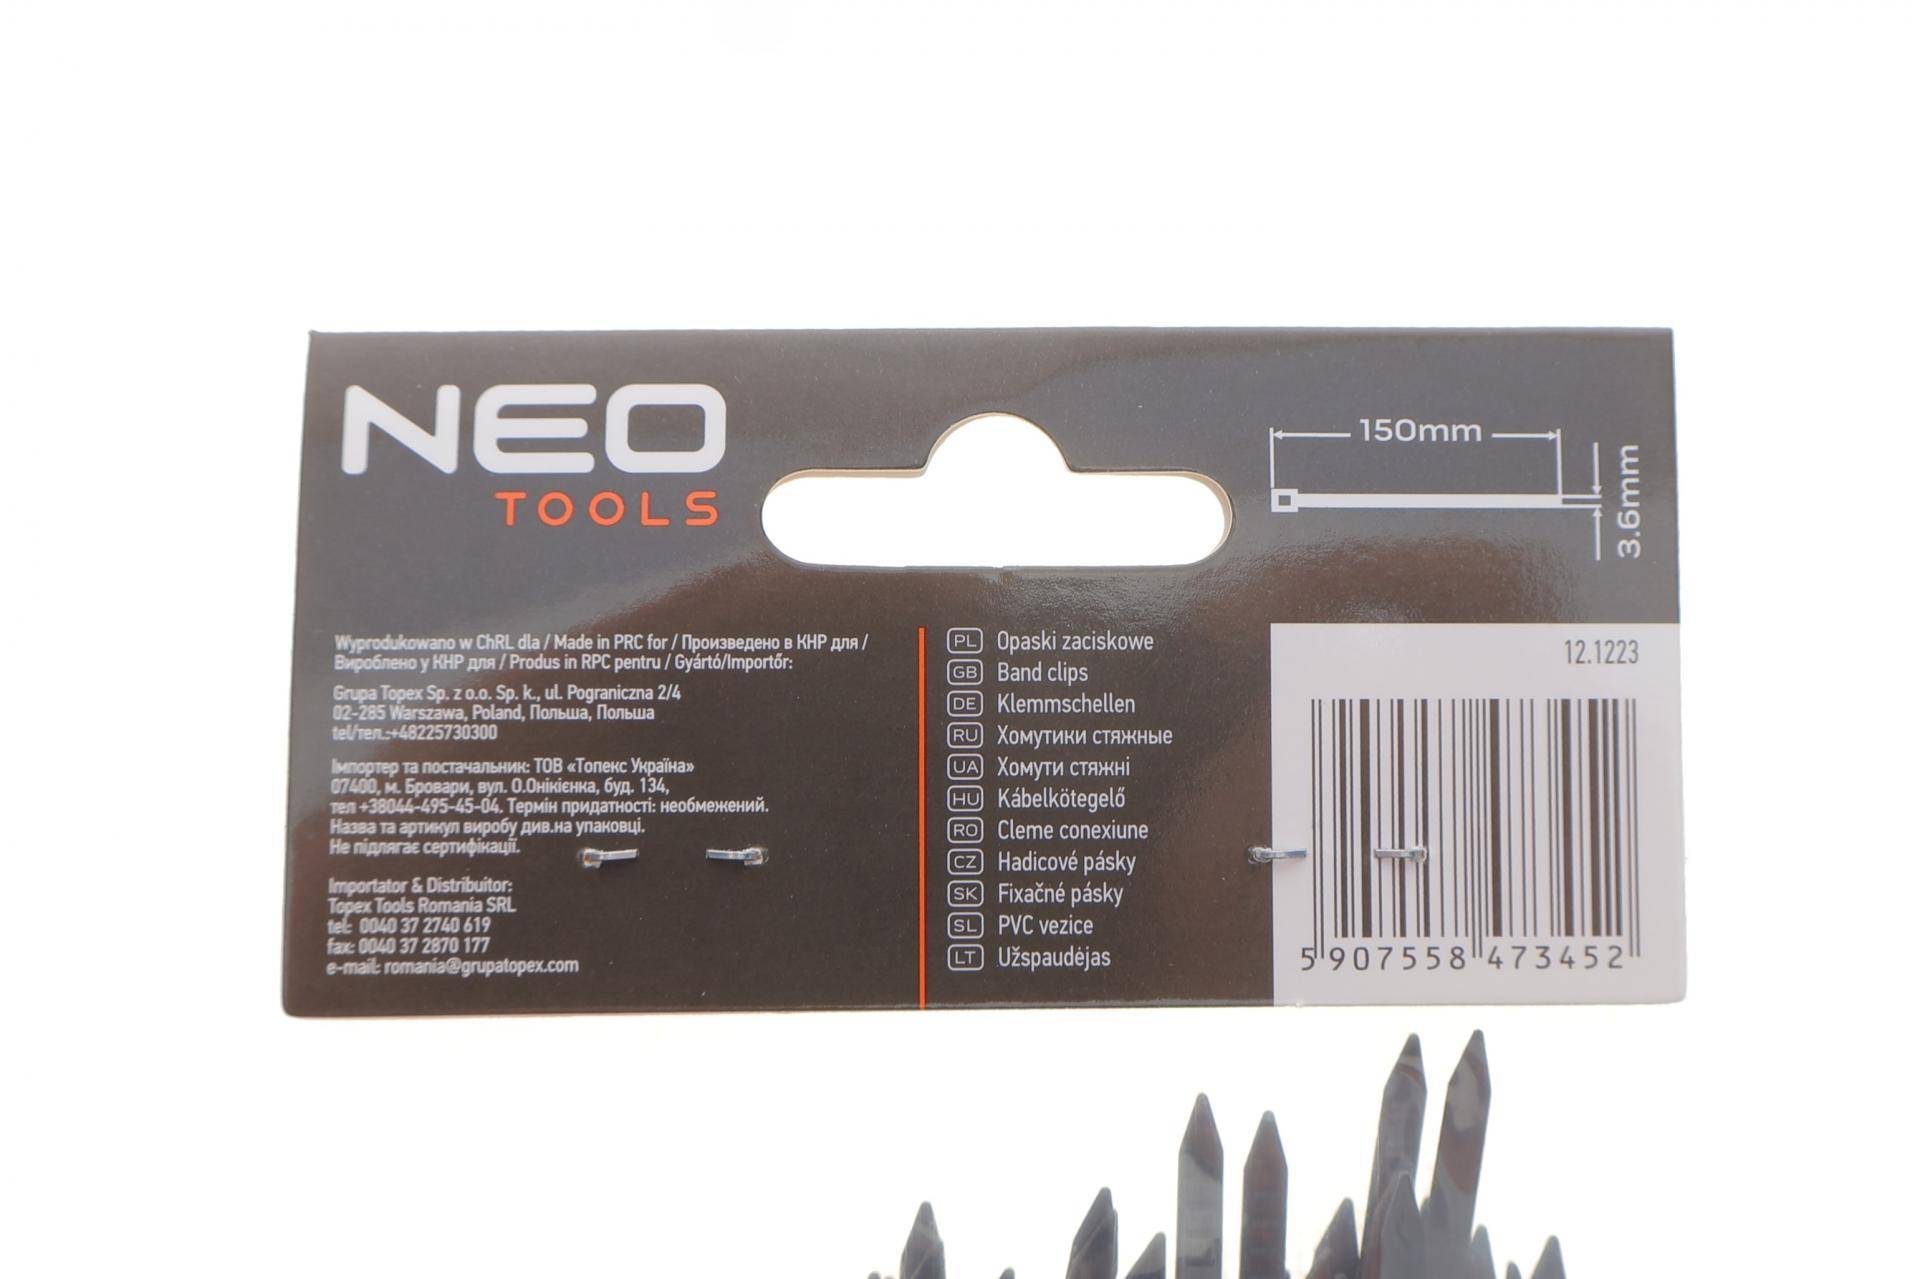 NEO
TOOLS
150mm
3.6mm
Wyprodukowano w ChRL dla / Made in PRC for / Произведено в КНР для /
Вироблено у КНР для / Produs in RPC pentru / Gyártó/Importőr:
Grupa Topex Sp. z o.o. Sp. k., ul. Pograniczna 2/4
02-285 Warszawa, Poland, Польша, Польша
tel/тел.:+48225730300
Імпортер та постачальник: ТОВ «Топекс Україна»
07400, м. Бровари, вул. О.Онікієнка, буд. 134,
тел +38044-495-45-04. Термін придатності: необмежений.
Назва та артикул виробу див.на упаковці.
Не підлягає сертифікації.
Importator & Distribuitor:
Topex Tools Romania SRL
tel: 0040 37 2740 619
fax: 0040 37 2870 177
e-mail: romania@grupatopex.com
PL Opaski zaciskowe
GB Band clips
DE Klemmschellen
RU Хомутики стяжные
UA Хомути стяжні
HU Kábelkötegelő
RO Cleme conexiune
CZ Hadicové pásky
SK Fixačné pásky
SL PVC vezice
LT Užspaudėjas
12.1223
5 907558 473452